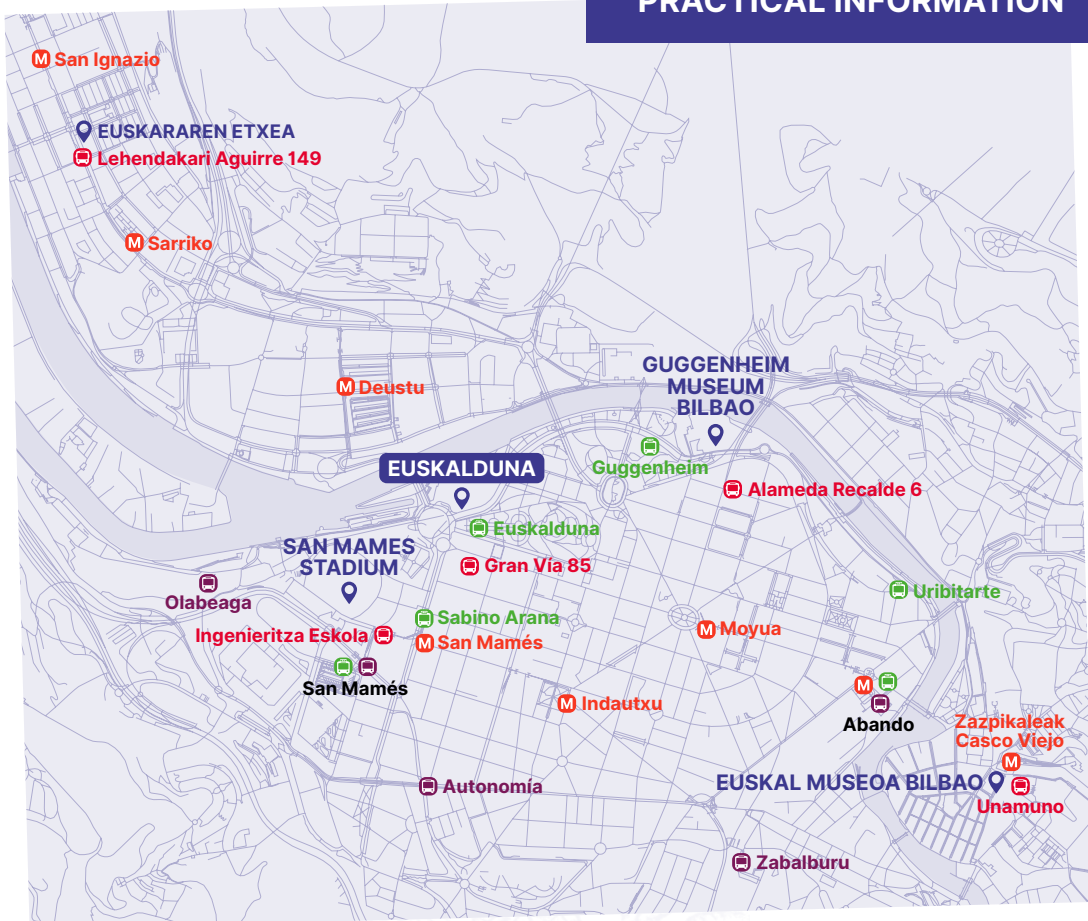 PRACTICAL INFORMATION
M San Ignazio
EUSKARAREN ETXEA
Lehendakari Aguirre 149
M Sarriko
M Deustu
GUGGENHEIM
MUSEUM
BILBAO
Guggenheim
EUSKALDUNA
Alameda Recalde 6
Euskalduna
SAN MAMES
STADIUM
Gran Vía 85
Olabeaga
Uribitarte
Sabino Arana
Ingenieritza Eskola
M San Mamés
M Moyua
San Mamés
M
Abando
M Indautxu
Zazpikaleak
Casco Viejo
M
EUSKAL MUSEOA BILBAO
Unamuno
Autonomía
Zabalburu